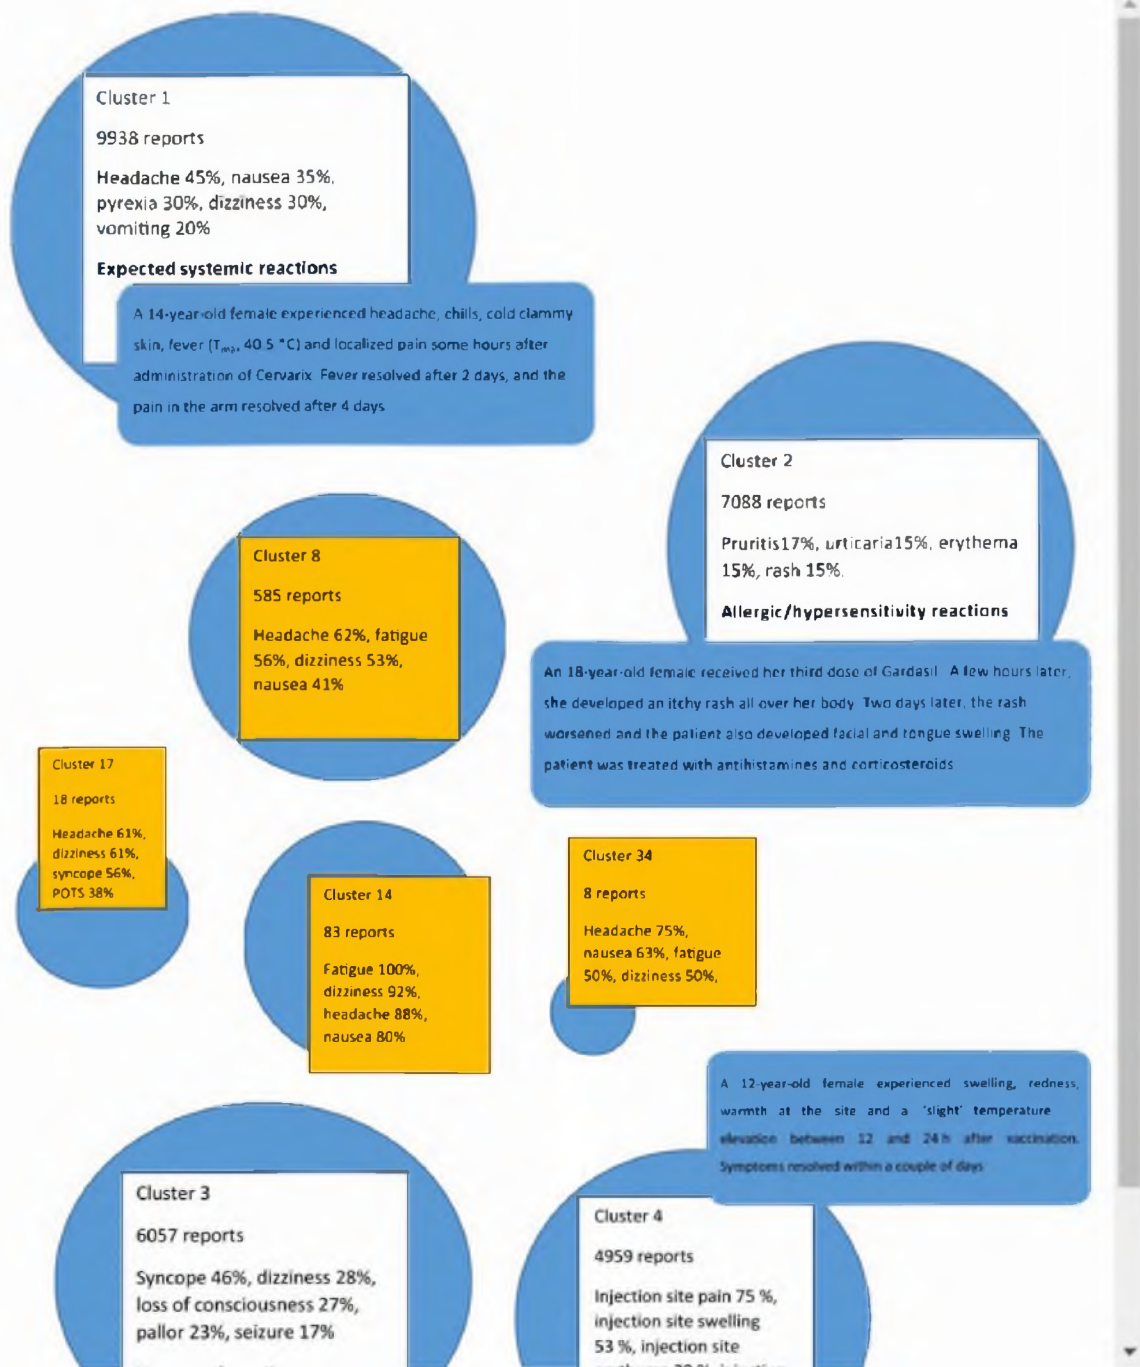 Cluster 1
9938 reports
Headache 45%, nausea 35%,
pyrexia 30%, dizziness 30%,
vomiting 20%
Expected systemic reactions
A 14-year-old female experienced headache, chills, cold clammy
skin, fever (Tmax, 40.5 °C) and localized pain some hours after
administration of Cervarix. Fever resolved after 2 days, and the
pain in the arm resolved after 4 days
Cluster 2
7088 reports
Pruritis17%, urticaria15%, erythema
15%, rash 15%.
Allergic/hypersensitivity reactions
An 18-year-old female received her third dose of Gardasil. A few hours later,
she developed an itchy rash all over her body. Two days later, the rash
worsened and the patient also developed facial and tongue swelling. The
patient was treated with antihistamines and corticosteroids
Cluster 8
585 reports
Headache 62%, fatigue
56%, dizziness 53%,
nausea 41%
Cluster 17
18 reports
Headache 61%,
dizziness 61%,
syncope 56%,
POTS 38%
Cluster 14
83 reports
Fatigue 100%,
dizziness 92%,
headache 88%,
nausea 80%
Cluster 34
8 reports
Headache 75%,
nausea 63%, fatigue
50%, dizziness 50%,
A 12-year-old female experienced swelling, redness,
warmth at the site and a 'slight' temperature
elevation between 12 and 24 h after vaccination.
Symptoms resolved within a couple of days
Cluster 3
6057 reports
Syncope 46%, dizziness 28%,
loss of consciousness 27%,
pallor 23%, seizure 17%
Cluster 4
4959 reports
Injection site pain 75 %,
injection site swelling
53 %, injection site